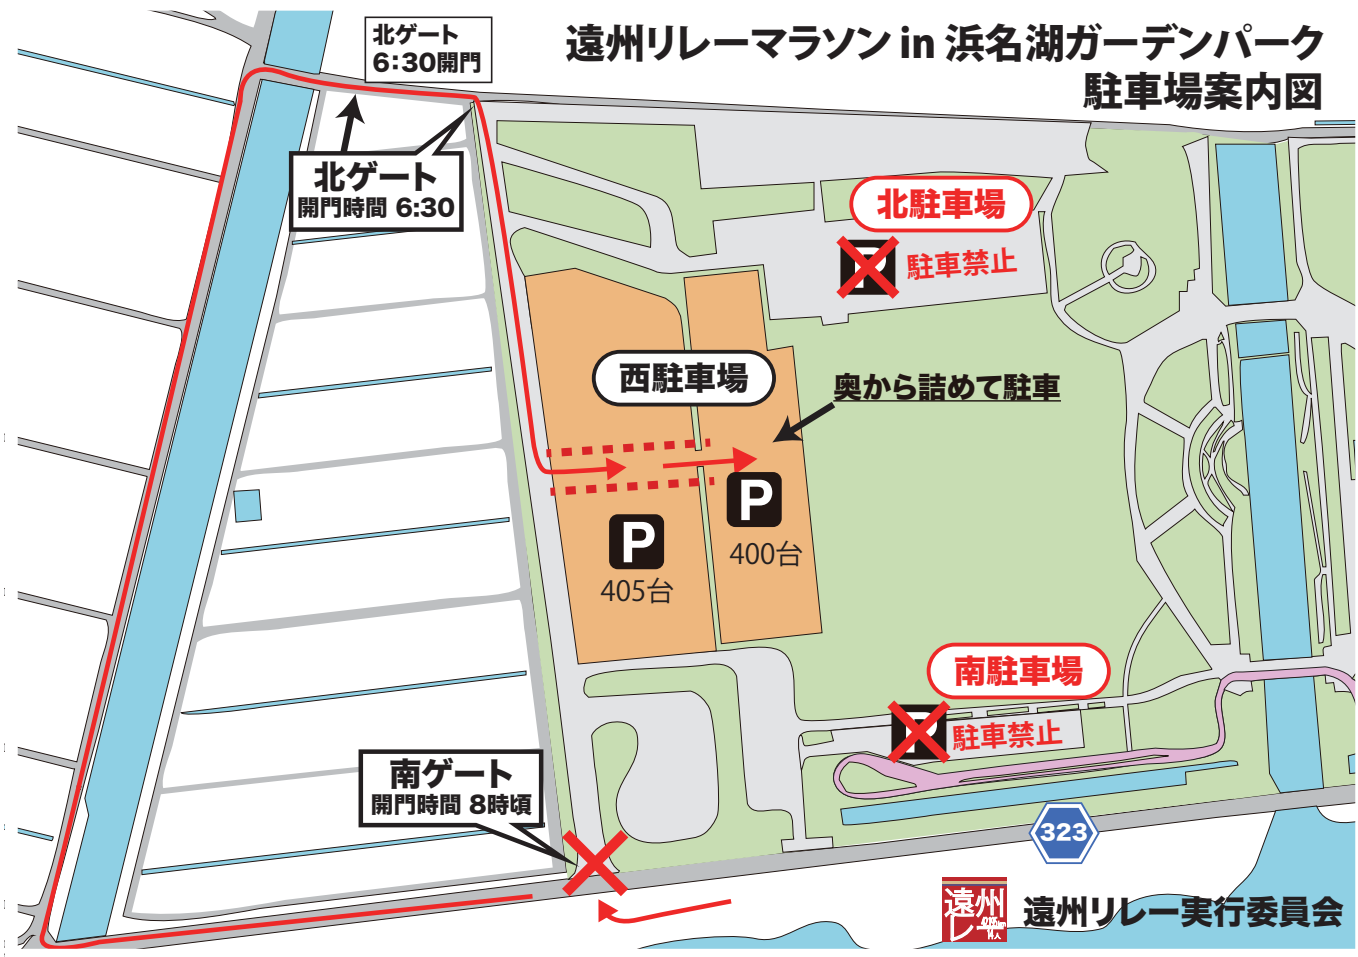 遠州リレーマラソン in 浜名湖ガーデンパーク
駐車場案内図
北ゲート
6:30開門
北ゲート
開門時間 6:30
北駐車場
P
駐車禁止
西駐車場
奥から詰めて駐車
P
400台
P
405台
南駐車場
P
駐車禁止
南ゲート
開門時間 8時頃
323
遠州
レ
遠州リレー実行委員会